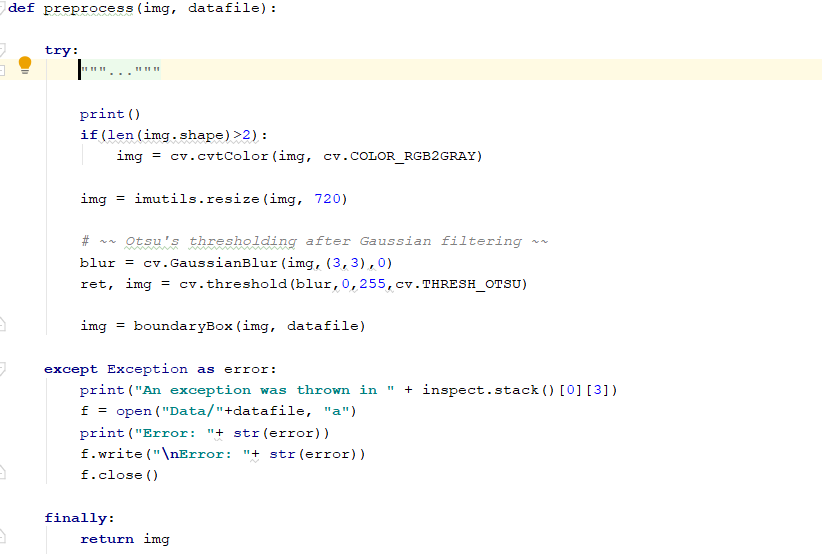 def preprocess(img, datafile):
try:
"""..."""
print()
if(len(img.shape)>2):
img = cv.cvtColor(img, cv.COLOR_RGB2GRAY)
img = imutils.resize(img, 720)
# ~~ Otsu's thresholding after Gaussian filtering ~~
blur = cv.GaussianBlur(img,(3,3),0)
ret, img = cv.threshold(blur,0,255,cv.THRESH_OTSU)
img = boundaryBox(img, datafile)
except Exception as error:
print("An exception was thrown in " + inspect.stack()[0][3])
f = open("Data/"+datafile, "a")
print("Error: "+ str(error))
f.write("\nError: "+ str(error))
f.close()
finally:
return img